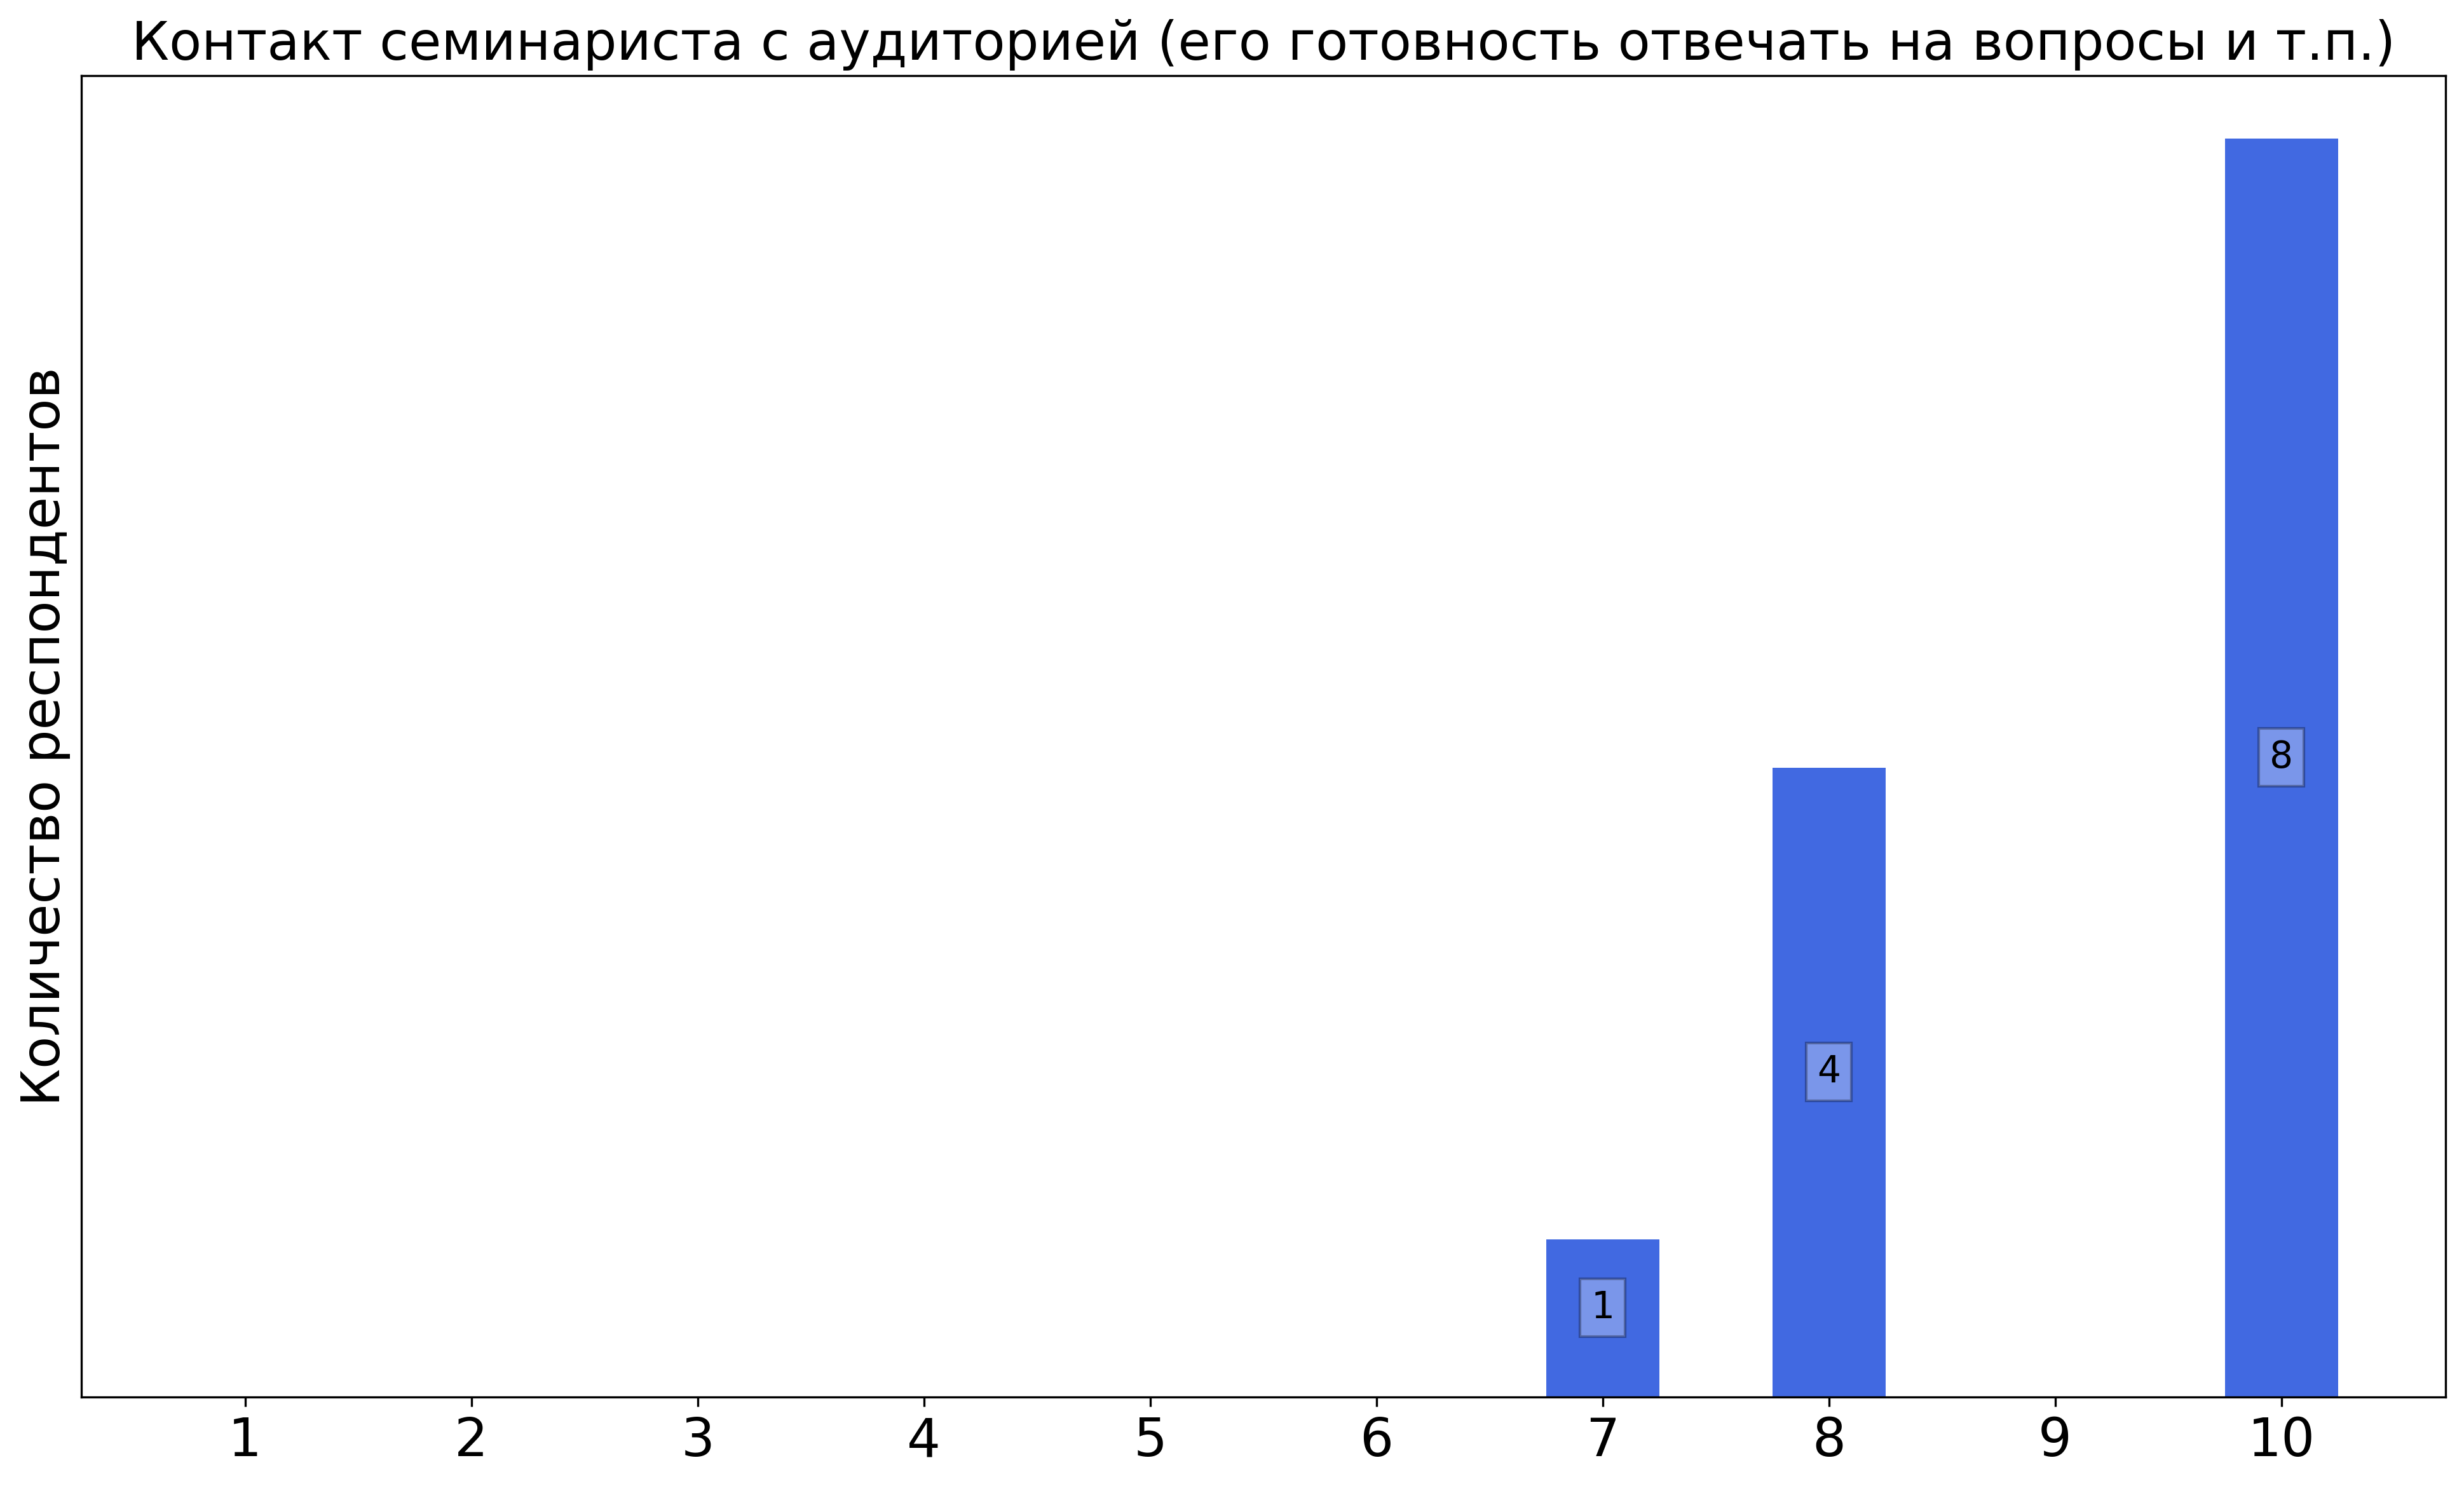 Контакт семинариста с аудиторией (его готовность отвечать на вопросы и т.п.)
Количество респондентов
8
4
1
1 2 3 4 5 6 7 8 9 10